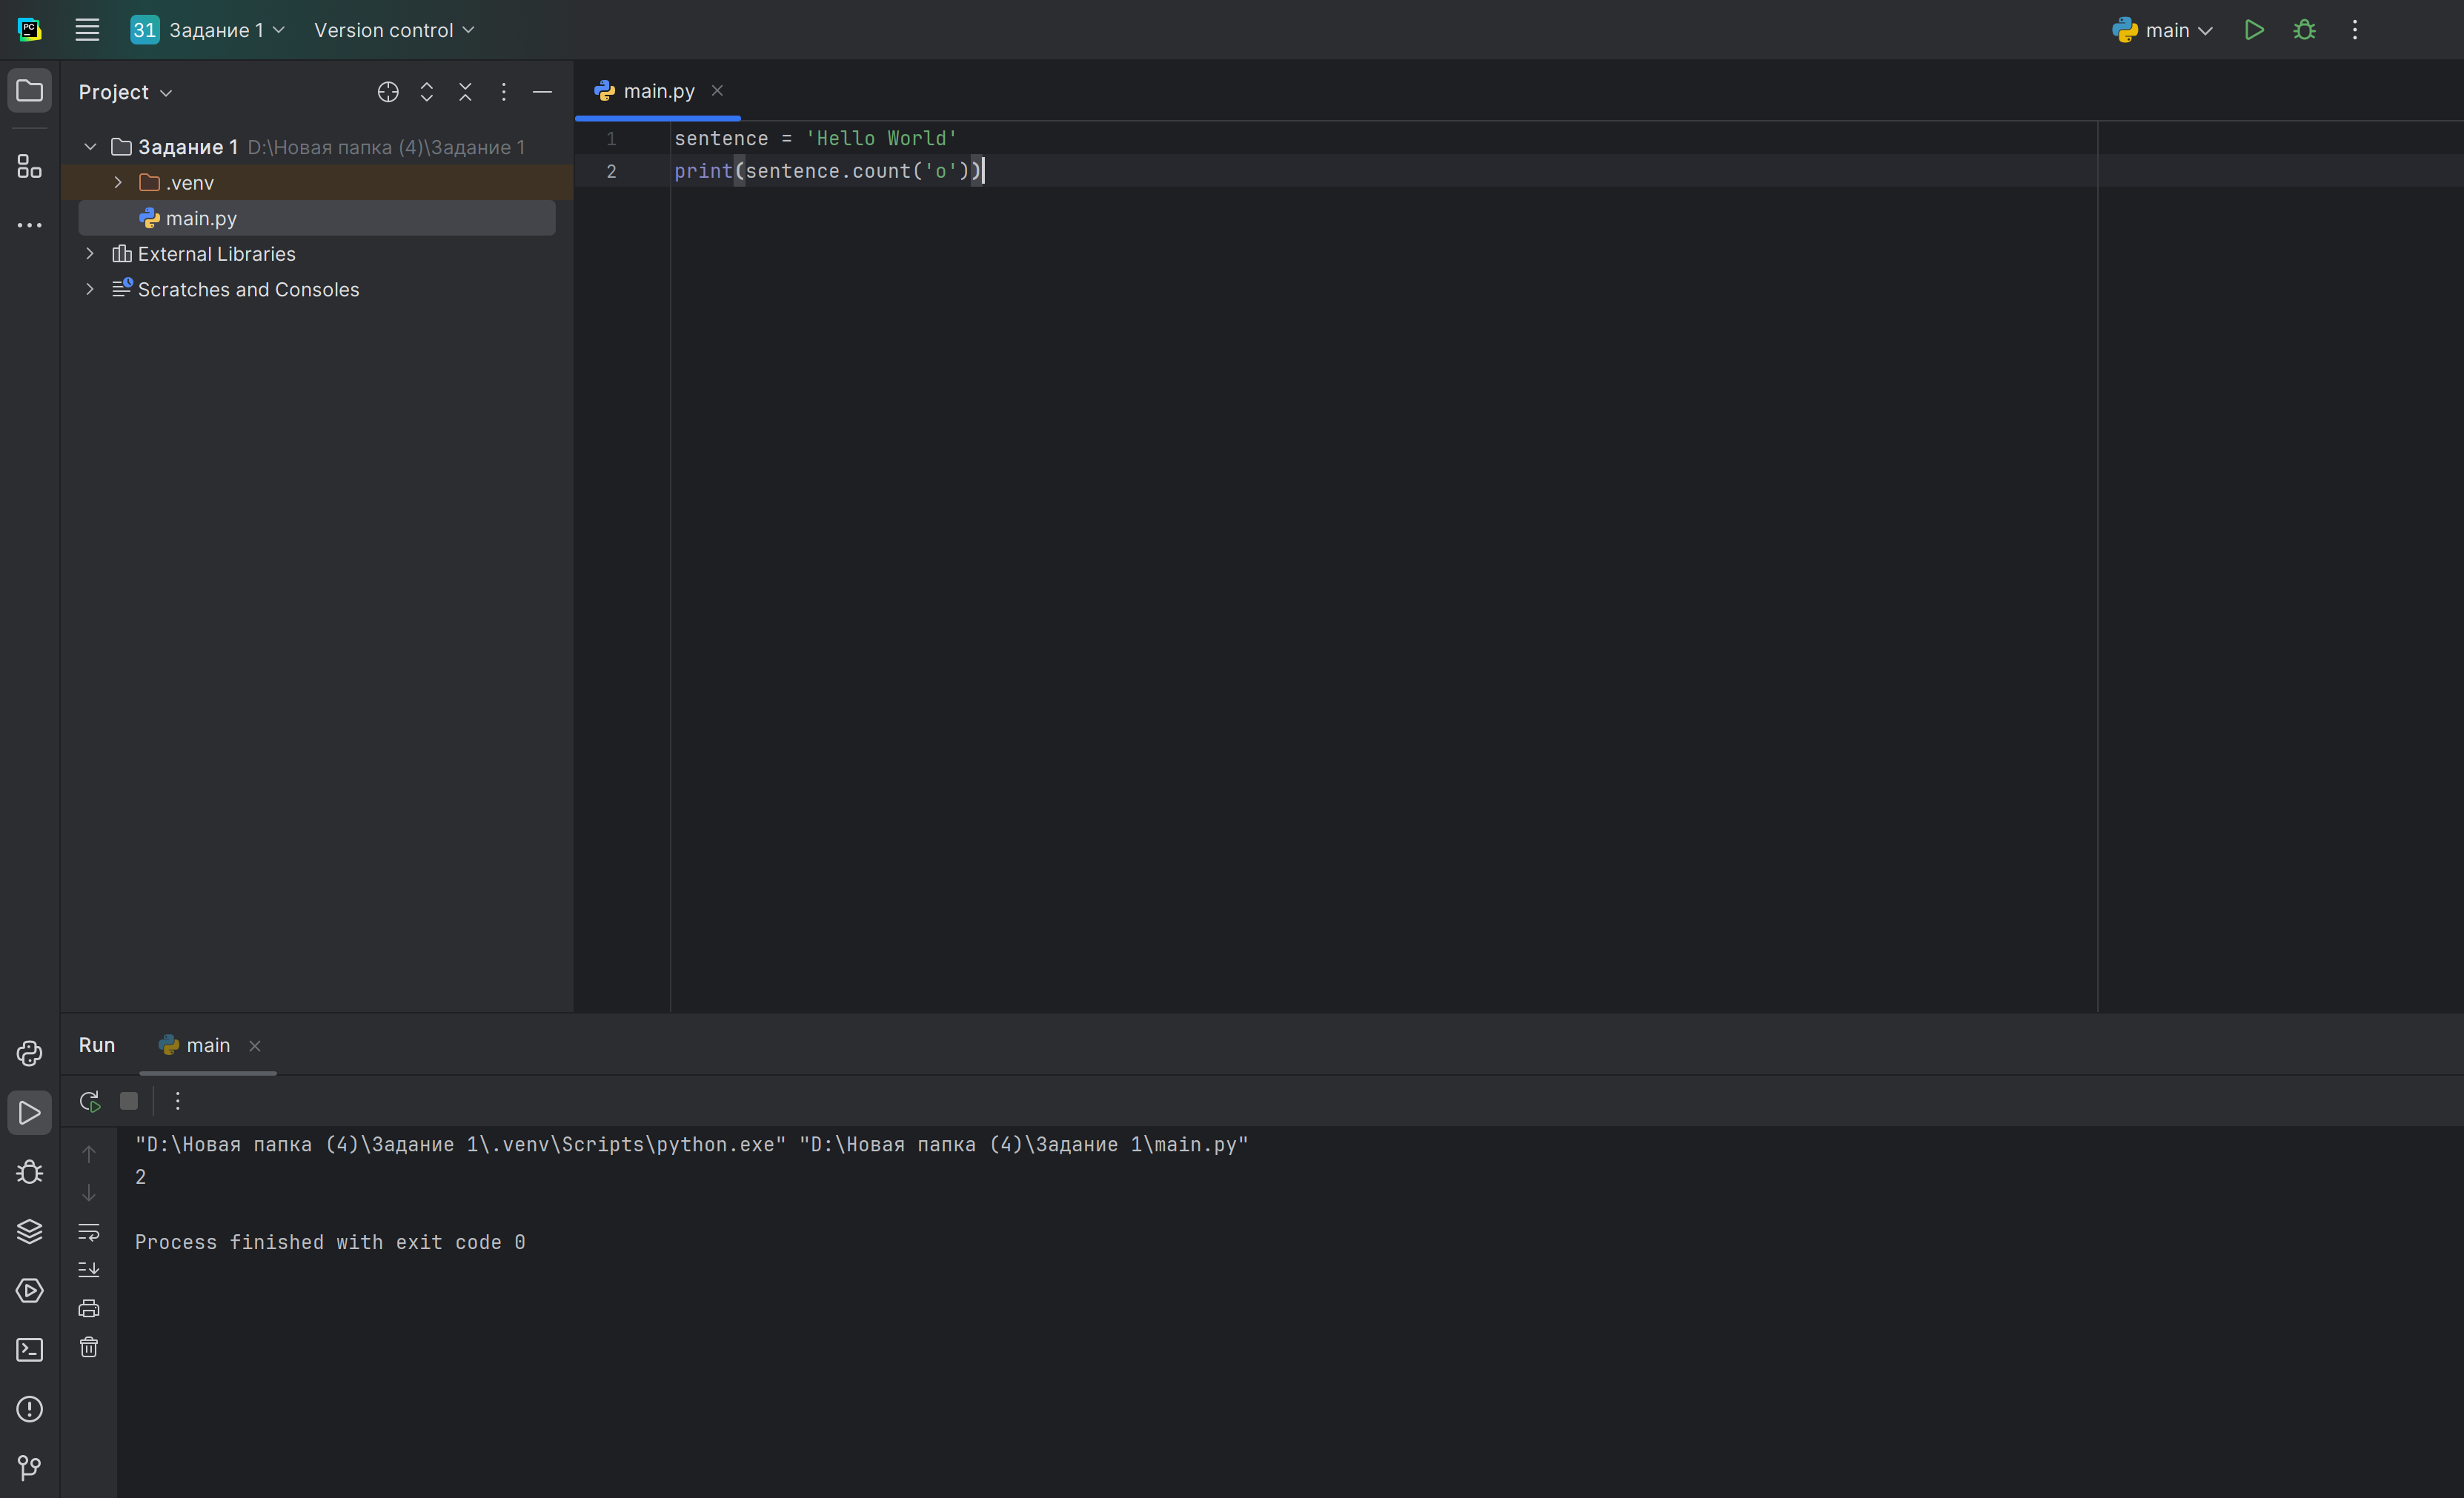 PC
31 Задание 1 Version control main
Project
main.py
Задание 1 D:\Новая папка (4)\Задание 1
.venv
main.py
External Libraries
Scratches and Consoles
1 sentence = 'Hello World'
2 print(sentence.count('o'))
Run main
"D:\Новая папка (4)\Задание 1\.venv\Scripts\python.exe" "D:\Новая папка (4)\Задание 1\main.py"
2
Process finished with exit code 0